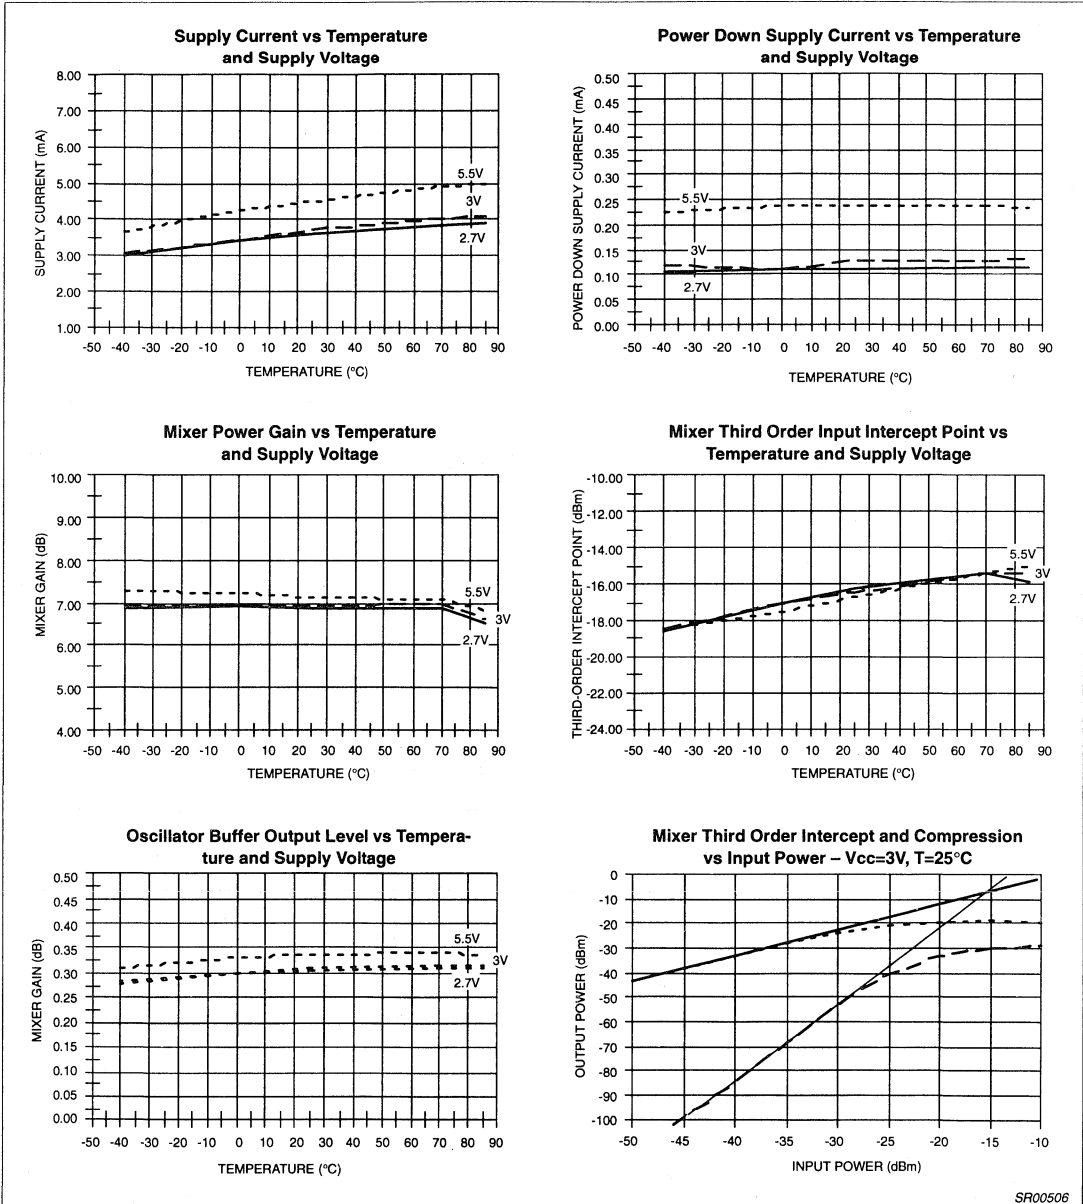 Supply Current vs Temperature
and Supply Voltage
SUPPLY CURRENT (mA)
8.00
7.00
6.00
5.00
4.00
3.00
2.00
1.00
5.5V
3V
2.7V
-50 -40 -30 -20 -10 0 10 20 30 40 50 60 70 80 90
TEMPERATURE (°C)
Power Down Supply Current vs Temperature
and Supply Voltage
POWER DOWN SUPPLY CURRENT (mA)
0.50
0.45
0.40
0.35
0.30
0.25
0.20
0.15
0.10
0.05
0.00
5.5V
3V
2.7V
-50 -40 -30 -20 -10 0 10 20 30 40 50 60 70 80 90
TEMPERATURE (°C)
Mixer Power Gain vs Temperature
and Supply Voltage
MIXER GAIN (dB)
10.00
9.00
8.00
7.00
6.00
5.00
4.00
5.5V
3V
2.7V
-50 -40 -30 -20 -10 0 10 20 30 40 50 60 70 80 90
TEMPERATURE (°C)
Mixer Third Order Input Intercept Point vs
Temperature and Supply Voltage
THIRD-ORDER INTERCEPT POINT (dBm)
-10.00
-12.00
-14.00
-16.00
-18.00
-20.00
-22.00
-24.00
5.5V
3V
2.7V
-50 -40 -30 -20 -10 0 10 20 30 40 50 60 70 80 90
TEMPERATURE (°C)
Oscillator Buffer Output Level vs Tempera-
ture and Supply Voltage
MIXER GAIN (dB)
0.50
0.45
0.40
0.35
0.30
0.25
0.20
0.15
0.10
0.05
0.00
5.5V
3V
2.7V
-50 -40 -30 -20 -10 0 10 20 30 40 50 60 70 80 90
TEMPERATURE (°C)
Mixer Third Order Intercept and Compression
vs Input Power – Vcc=3V, T=25°C
OUTPUT POWER (dBm)
0
-10
-20
-30
-40
-50
-60
-70
-80
-90
-100
-50 -45 -40 -35 -30 -25 -20 -15 -10
INPUT POWER (dBm)
SR00506